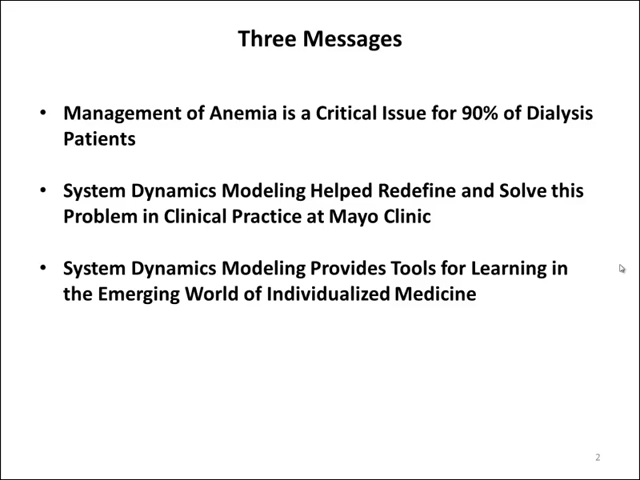 Three Messages
• Management of Anemia is a Critical Issue for 90% of Dialysis
Patients
• System Dynamics Modeling Helped Redefine and Solve this
Problem in Clinical Practice at Mayo Clinic
• System Dynamics Modeling Provides Tools for Learning in
the Emerging World of Individualized Medicine
2